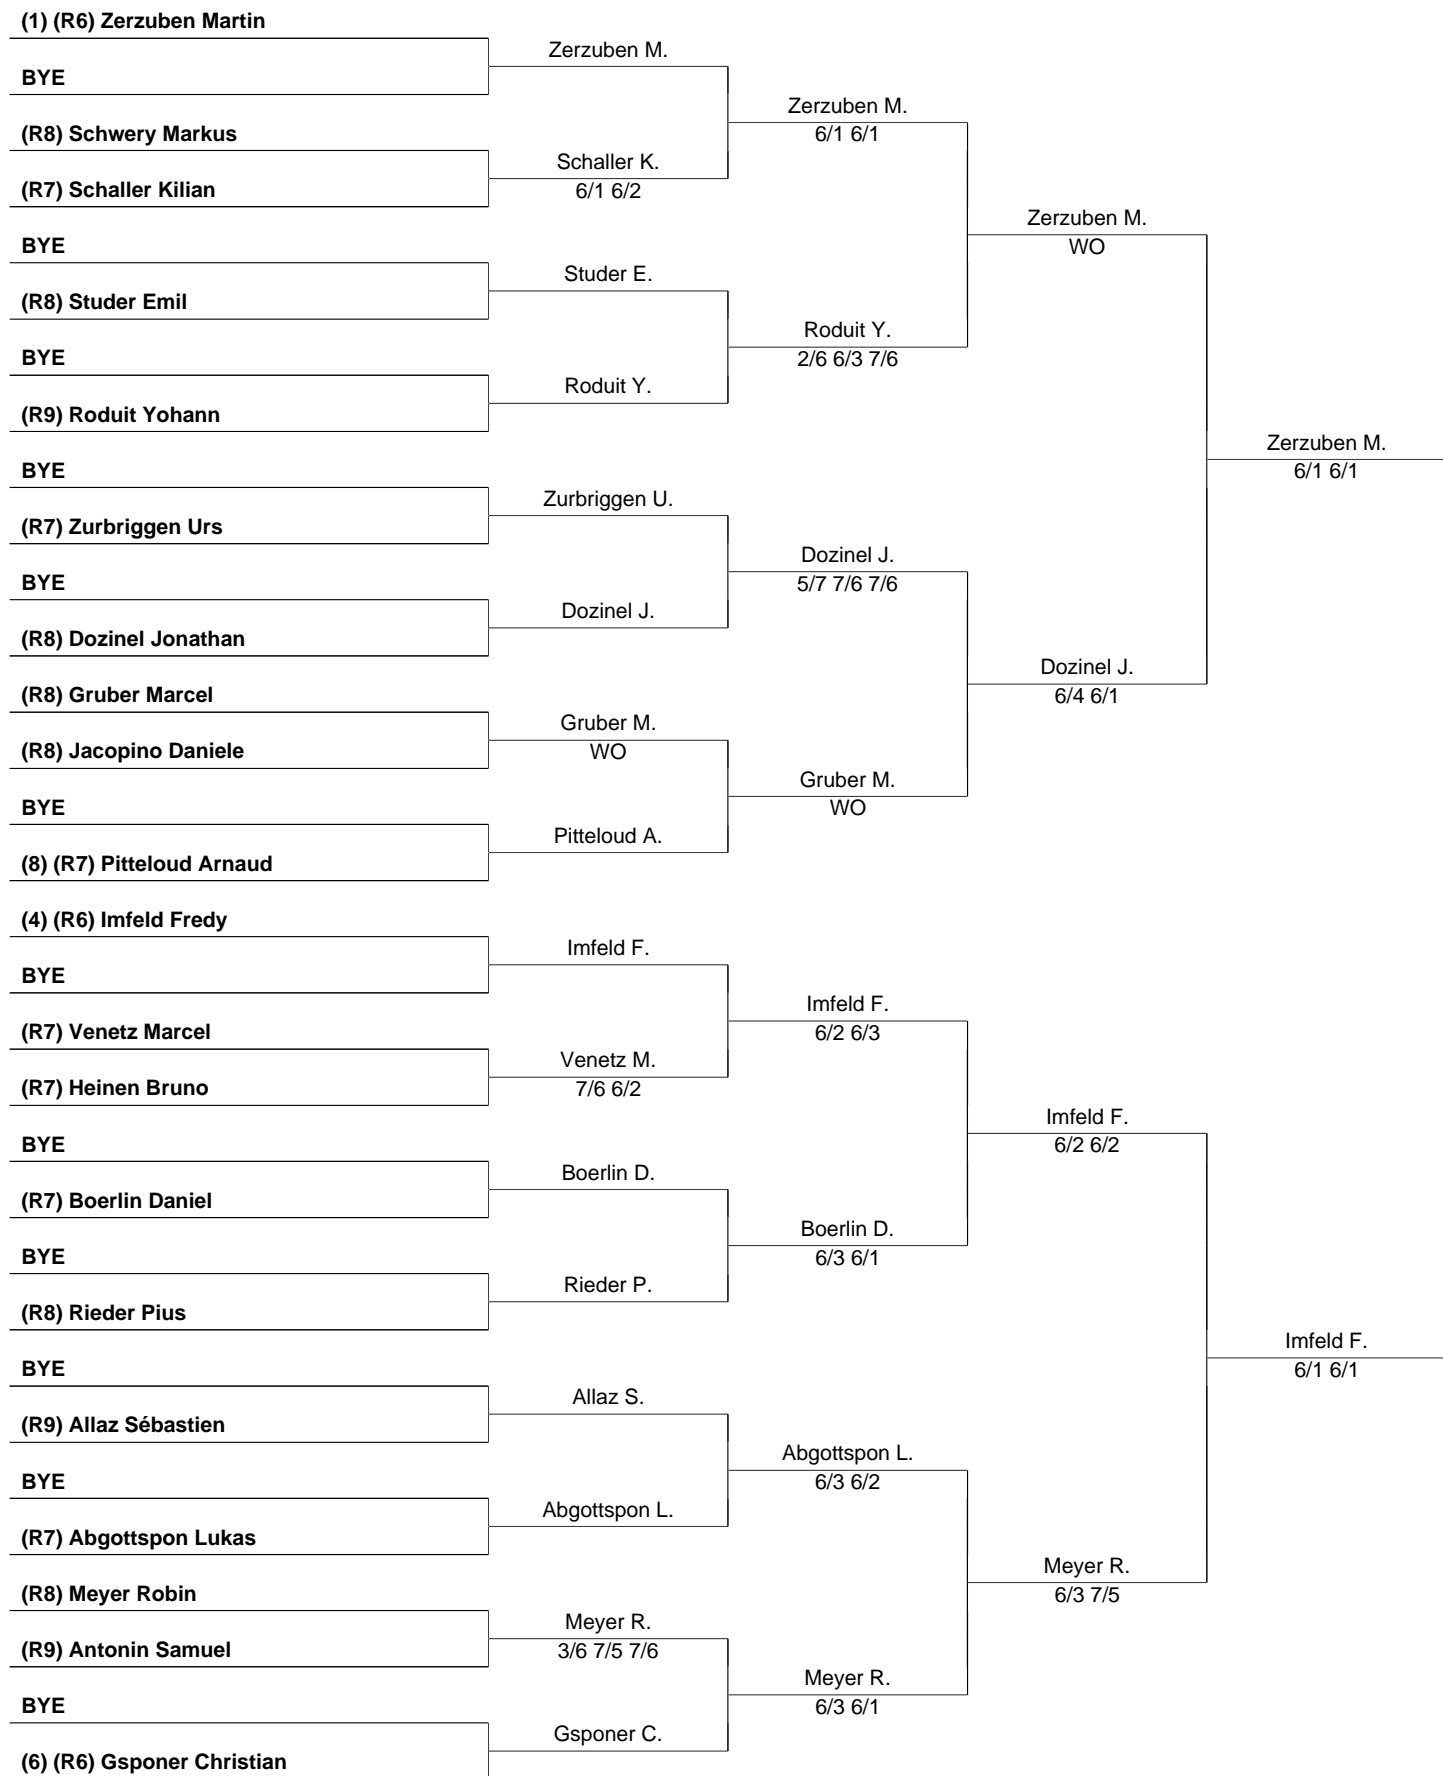 (1) (R6) Zerzuben Martin
Zerzuben M.
BYE
Zerzuben M.
6/1 6/1
(R8) Schwery Markus
Schaller K.
6/1 6/2
(R7) Schaller Kilian
Zerzuben M.
WO
BYE
Studer E.
(R8) Studer Emil
Roduit Y.
2/6 6/3 7/6
BYE
Roduit Y.
(R9) Roduit Yohann
Zerzuben M.
6/1 6/1
BYE
Zurbriggen U.
(R7) Zurbriggen Urs
Dozinel J.
5/7 7/6 7/6
BYE
Dozinel J.
(R8) Dozinel Jonathan
Dozinel J.
6/4 6/1
(R8) Gruber Marcel
Gruber M.
WO
(R8) Jacopino Daniele
Gruber M.
WO
BYE
Pitteloud A.
(8) (R7) Pitteloud Arnaud
(4) (R6) Imfeld Fredy
Imfeld F.
BYE
Imfeld F.
6/2 6/3
(R7) Venetz Marcel
Venetz M.
7/6 6/2
(R7) Heinen Bruno
Imfeld F.
6/2 6/2
BYE
Boerlin D.
(R7) Boerlin Daniel
Boerlin D.
6/3 6/1
BYE
Rieder P.
(R8) Rieder Pius
Imfeld F.
6/1 6/1
BYE
Allaz S.
(R9) Allaz Sébastien
Abgottspon L.
6/3 6/2
BYE
Abgottspon L.
(R7) Abgottspon Lukas
Meyer R.
6/3 7/5
(R8) Meyer Robin
Meyer R.
3/6 7/5 7/6
(R9) Antonin Samuel
Meyer R.
6/3 6/1
BYE
Gsponer C.
(6) (R6) Gsponer Christian